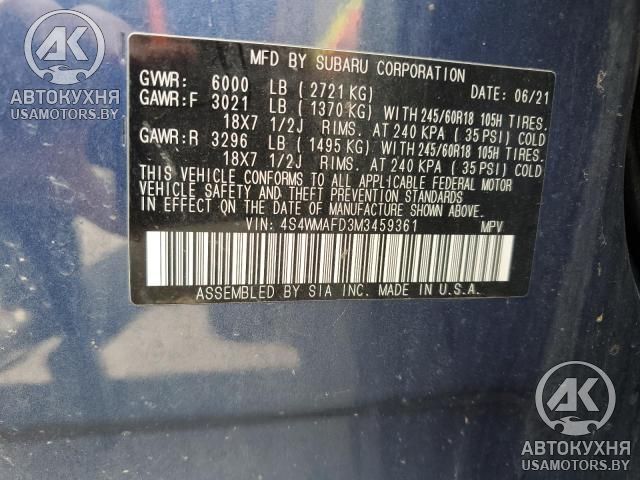 AK
АВТОКУХНЯ
USAMOTORS.BY
MFD BY SUBARU CORPORATION
GVWR: 6000 LB ( 2721 KG) DATE: 06/21
GAWR:F 3021 LB ( 1370 KG) WITH 245/60R18 105H TIRES.
18X7 1/2J RIMS. AT 240 KPA ( 35 PSI) COLD
GAWR:R 3296 LB ( 1495 KG) WITH 245/60R18 105H TIRES.
18X7 1/2J RIMS. AT 240 KPA ( 35 PSI) COLD
THIS VEHICLE CONFORMS TO ALL APPLICABLE FEDERAL MOTOR
VEHICLE SAFETY AND THEFT PREVENTION STANDARDS
IN EFFECT ON THE DATE OF MANUFACTURE SHOWN ABOVE.
VIN: 4S4WMAFD3M3459361 MPV
ASSEMBLED BY SIA INC. MADE IN U.S.A.
AK
АВТОКУХНЯ
USAMOTORS.BY